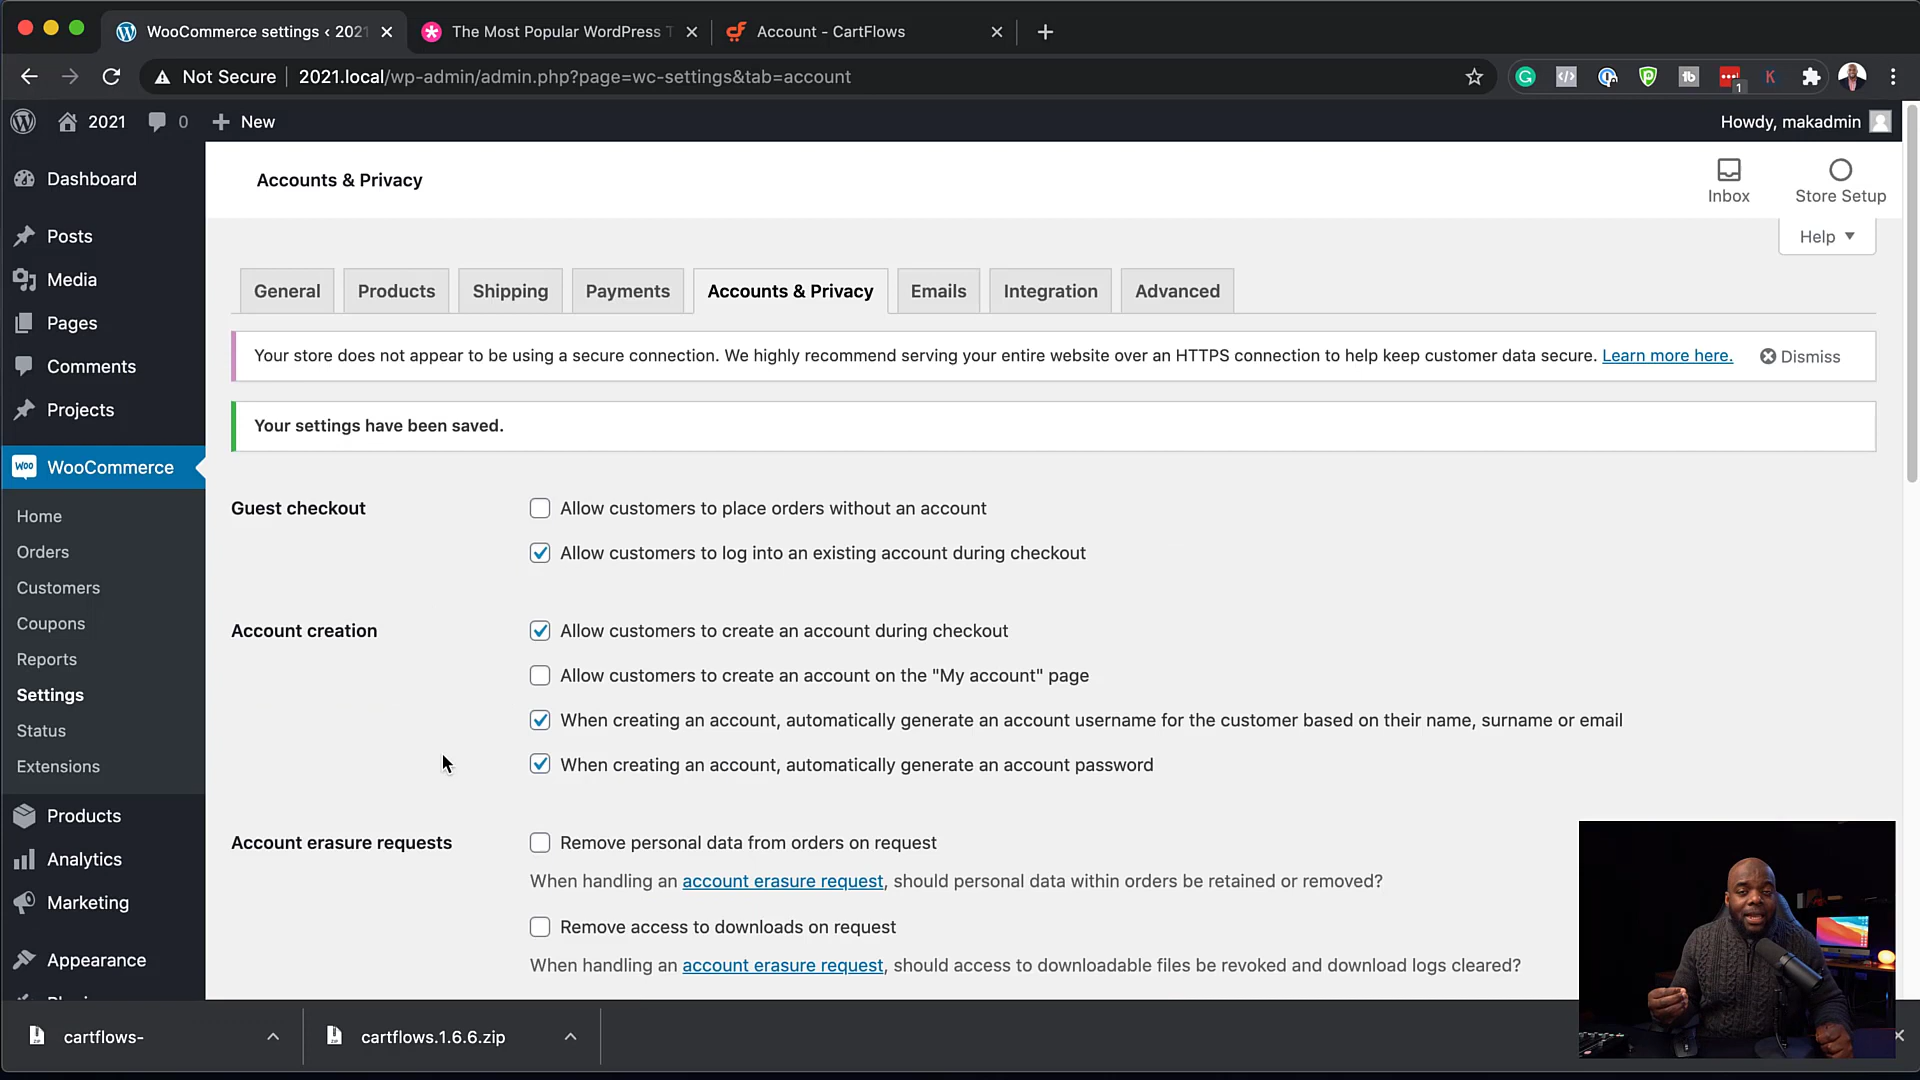 WooCommerce settings ‹ 2021
The Most Popular WordPress T
Account - CartFlows
Not Secure
2021.local/wp-admin/admin.php?page=wc-settings&tab=account
1
2021
0
New
Howdy, makadmin
Dashboard
Posts
Media
Pages
Comments
Projects
WooCommerce
Home
Orders
Customers
Coupons
Reports
Settings
Status
Extensions
Products
Analytics
Marketing
Appearance
Accounts & Privacy
Inbox
Store Setup
Help
General
Products
Shipping
Payments
Accounts & Privacy
Emails
Integration
Advanced
Your store does not appear to be using a secure connection. We highly recommend serving your entire website over an HTTPS connection to help keep customer data secure. Learn more here.
Dismiss
Your settings have been saved.
Guest checkout
Allow customers to place orders without an account
Allow customers to log into an existing account during checkout
Account creation
Allow customers to create an account during checkout
Allow customers to create an account on the "My account" page
When creating an account, automatically generate an account username for the customer based on their name, surname or email
When creating an account, automatically generate an account password
Account erasure requests
Remove personal data from orders on request
When handling an account erasure request, should personal data within orders be retained or removed?
Remove access to downloads on request
When handling an account erasure request, should access to downloadable files be revoked and download logs cleared?
cartflows-
cartflows.1.6.6.zip